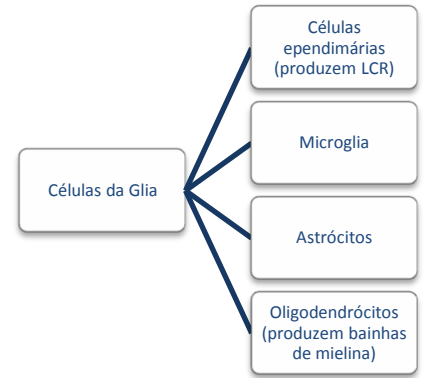 Células da Glia
Células
ependimárias
(produzem LCR)
Microglia
Astrócitos
Oligodendrócitos
(produzem bainhas
de mielina)